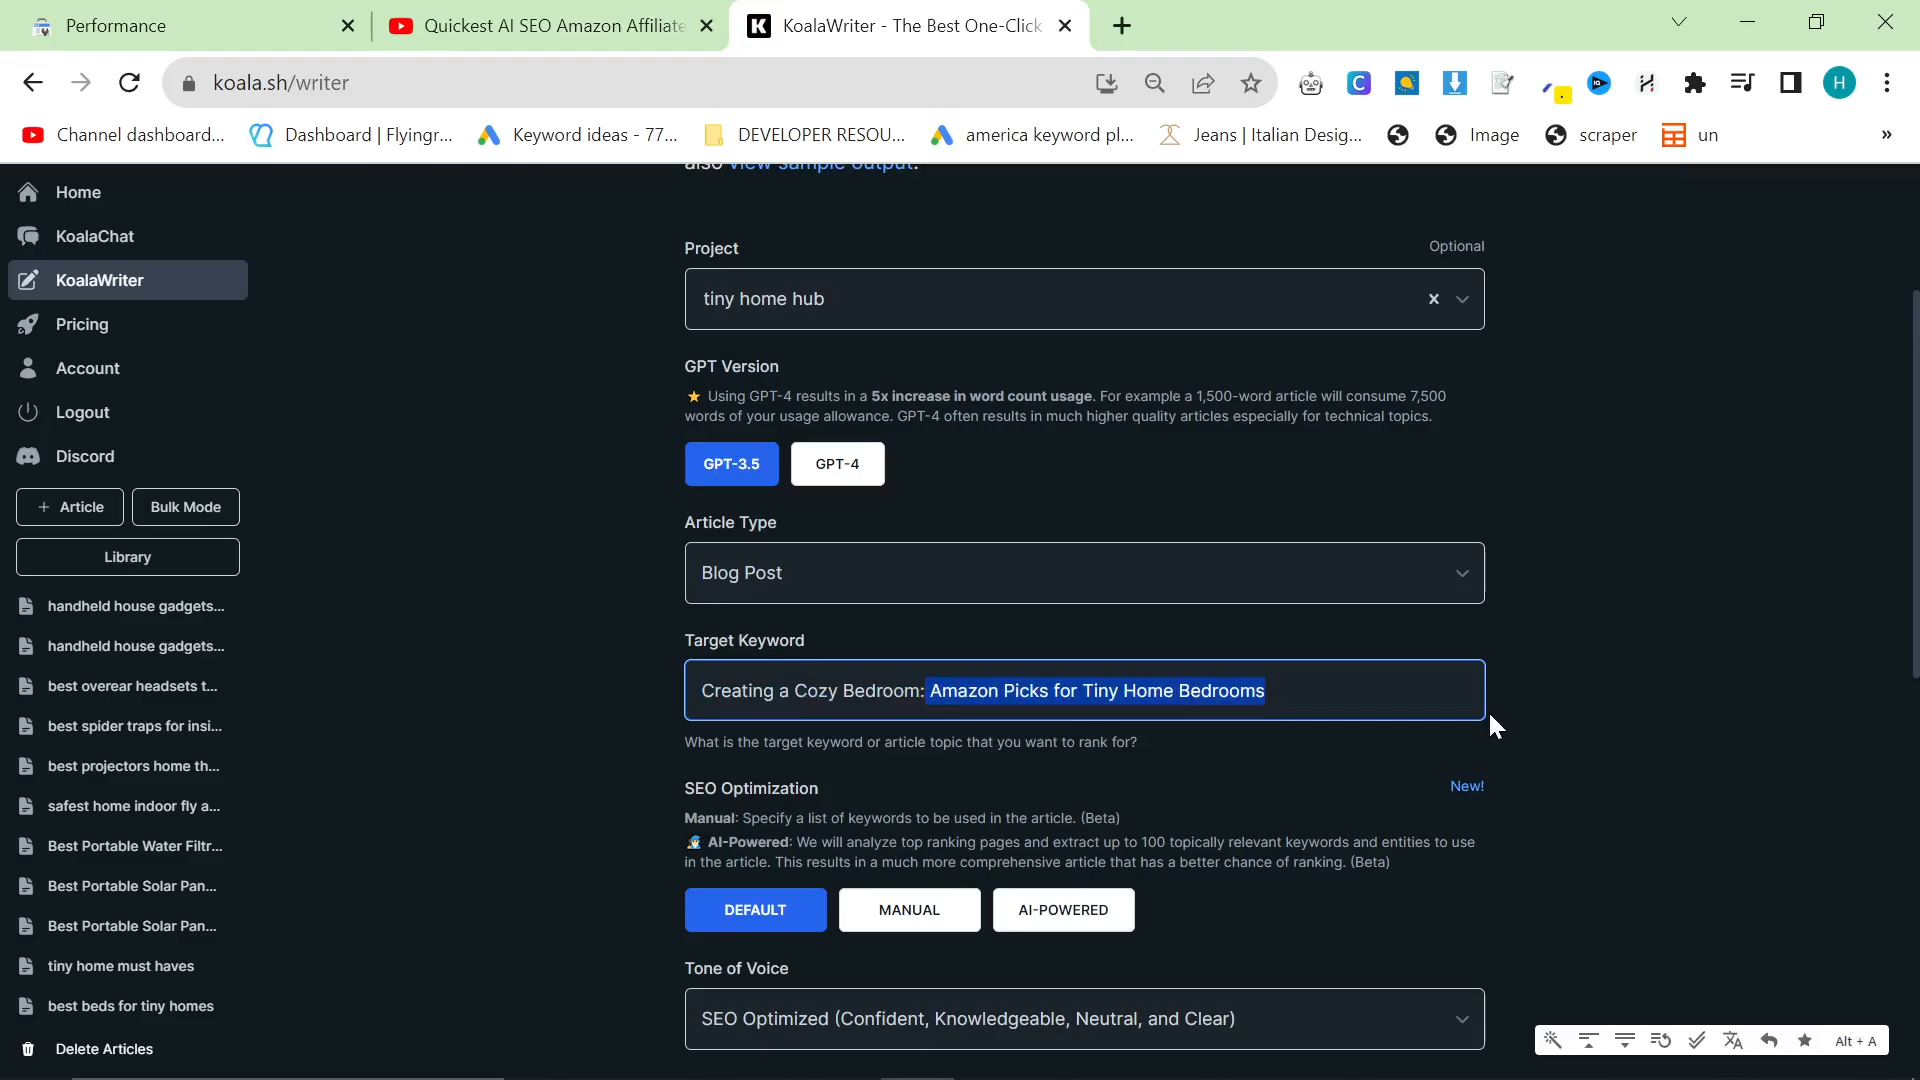 Performance
Quickest AI SEO Amazon Affiliate
K KoalaWriter - The Best One-Click
koala.sh/writer
H
Channel dashboard...
Dashboard | Flyingr...
Keyword ideas - 77...
DEVELOPER RESOU...
america keyword pl...
Jeans | Italian Desig...
Image
scraper
un
»
also view sample output.
Home
KoalaChat
KoalaWriter
Pricing
Account
Logout
Discord
+ Article
Bulk Mode
Library
handheld house gadgets...
handheld house gadgets...
best overear headsets t...
best spider traps for insi...
best projectors home th...
safest home indoor fly a...
Best Portable Water Filtr...
Best Portable Solar Pan...
Best Portable Solar Pan...
tiny home must haves
best beds for tiny homes
Delete Articles
Project
Optional
tiny home hub
GPT Version
Using GPT-4 results in a 5x increase in word count usage. For example a 1,500-word article will consume 7,500
words of your usage allowance. GPT-4 often results in much higher quality articles especially for technical topics.
GPT-3.5
GPT-4
Article Type
Blog Post
Target Keyword
Creating a Cozy Bedroom: Amazon Picks for Tiny Home Bedrooms
What is the target keyword or article topic that you want to rank for?
SEO Optimization
New!
Manual: Specify a list of keywords to be used in the article. (Beta)
AI-Powered: We will analyze top ranking pages and extract up to 100 topically relevant keywords and entities to use
in the article. This results in a much more comprehensive article that has a better chance of ranking. (Beta)
DEFAULT
MANUAL
AI-POWERED
Tone of Voice
SEO Optimized (Confident, Knowledgeable, Neutral, and Clear)
Alt + A